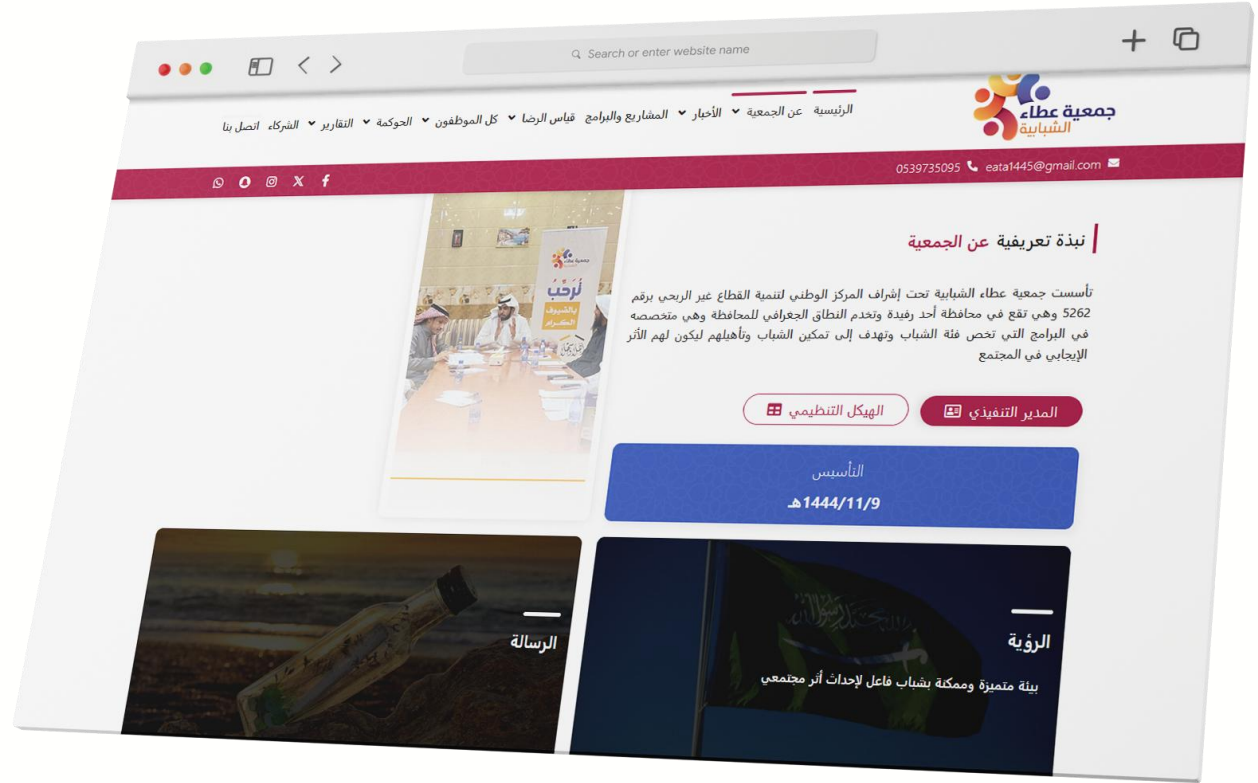 Search or enter website name
جمعية عطاء
الشبابية
الرئيسية عن الجمعية الأخبار المشاريع والبرامج قياس الرضا كل الموظفون الحوكمة التقارير الشركاء اتصل بنا
eata1445@gmail.com 0539735095
نبذة تعريفية عن الجمعية
تأسست جمعية عطاء الشبابية تحت إشراف المركز الوطني لتنمية القطاع غير الربحي برقم
5262 وهي تقع في محافظة أحد رفيدة وتخدم النطاق الجغرافي للمحافظة وهي متخصصه
في البرامج التي تخص فئة الشباب وتهدف إلى تمكين الشباب وتأهيلهم ليكون لهم الأثر
الإيجابي في المجتمع
المدير التنفيذي الهيكل التنظيمي
جمعية عطاء
نُرَحّبُ
بالضيوف
الكـــرام
التأسيس
1444/11/9هـ
الرؤية
بيئة متميزة وممكنة بشباب فاعل لإحداث أثر مجتمعي
الرسالة